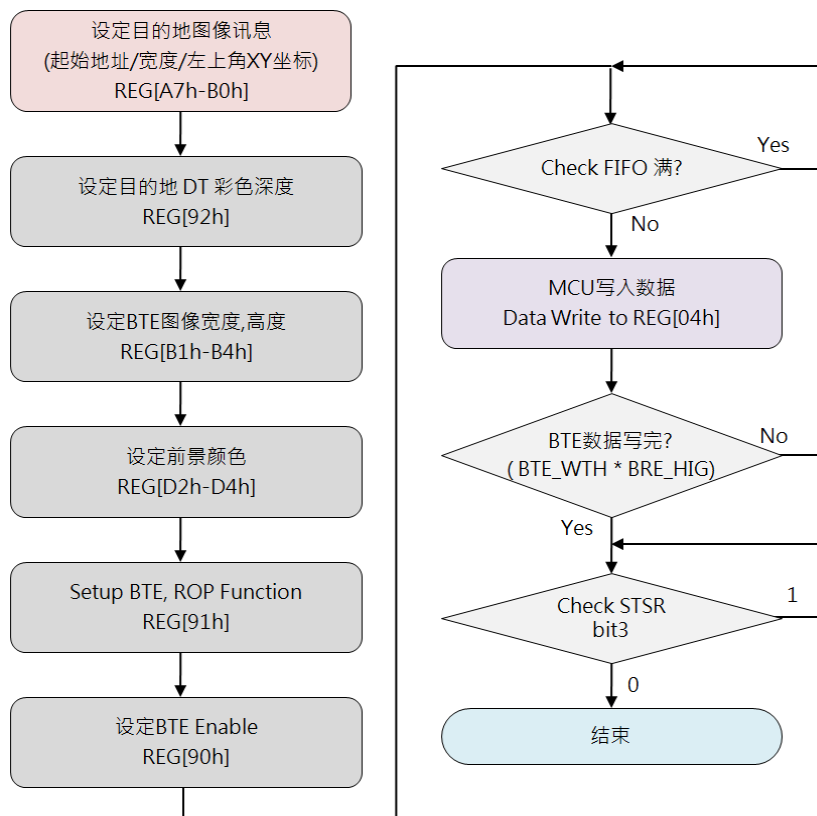 设定目的地图像讯息
(起始地址/宽度/左上角XY坐标)
REG[A7h-B0h]
设定目的地 DT 彩色深度
REG[92h]
设定BTE图像宽度,高度
REG[B1h-B4h]
设定前景颜色
REG[D2h-D4h]
Setup BTE, ROP Function
REG[91h]
设定BTE Enable
REG[90h]
Check FIFO 满?
Yes
No
MCU写入数据
Data Write to REG[04h]
BTE数据写完?
( BTE_WTH * BRE_HIG)
No
Yes
Check STSR
bit3
1
0
结束